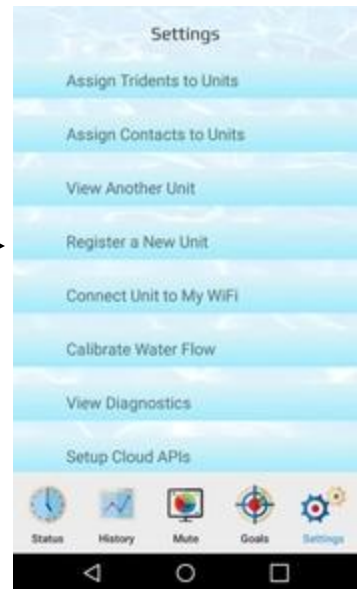 Settings
Assign Tridents to Units
Assign Contacts to Units
View Another Unit
Register a New Unit
Connect Unit to My WiFi
Calibrate Water Flow
View Diagnostics
Setup Cloud APIs
Status History Mute Goals Settings